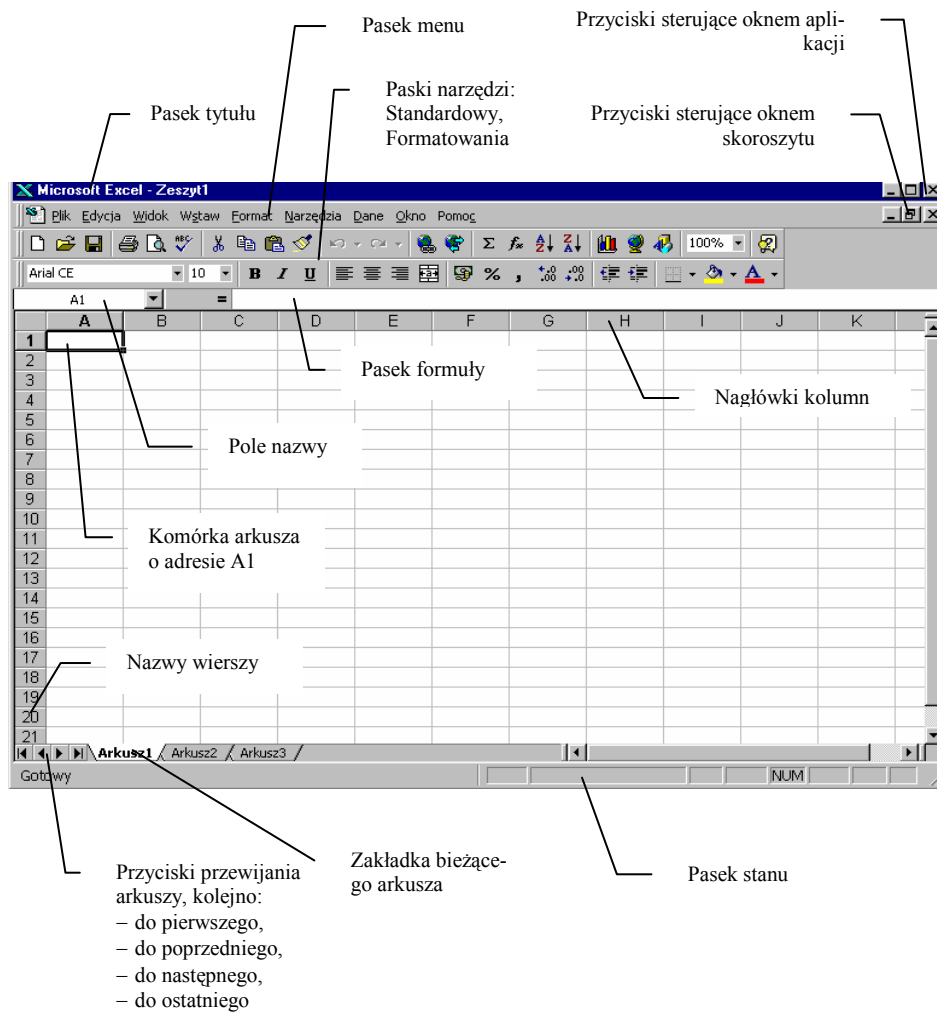 Pasek menu
Przyciski sterujące oknem apli-
kacji
Paski narzędzi:
Standardowy,
Formatowania
Pasek tytułu
Przyciski sterujące oknem
skoroszytu
Microsoft Excel - Zeszyt1
Plik Edycja Widok Wstaw Format Narzędzia Dane Okno Pomoc
100%
Arial CE 10 B I U
A1 =
A B C D E F G H I J K
1
2
3
4
5
6
7
8
9
10
11
12
13
14
15
16
17
18
19
20
21
Pasek formuły
Nagłówki kolumn
Pole nazwy
Komórka arkusza
o adresie A1
Nazwy wierszy
Arkusz1 Arkusz2 Arkusz3
Gotowy NUM
Przyciski przewijania
arkuszy, kolejno:
– do pierwszego,
– do poprzedniego,
– do następnego,
– do ostatniego
Zakładka bieżące-
go arkusza
Pasek stanu